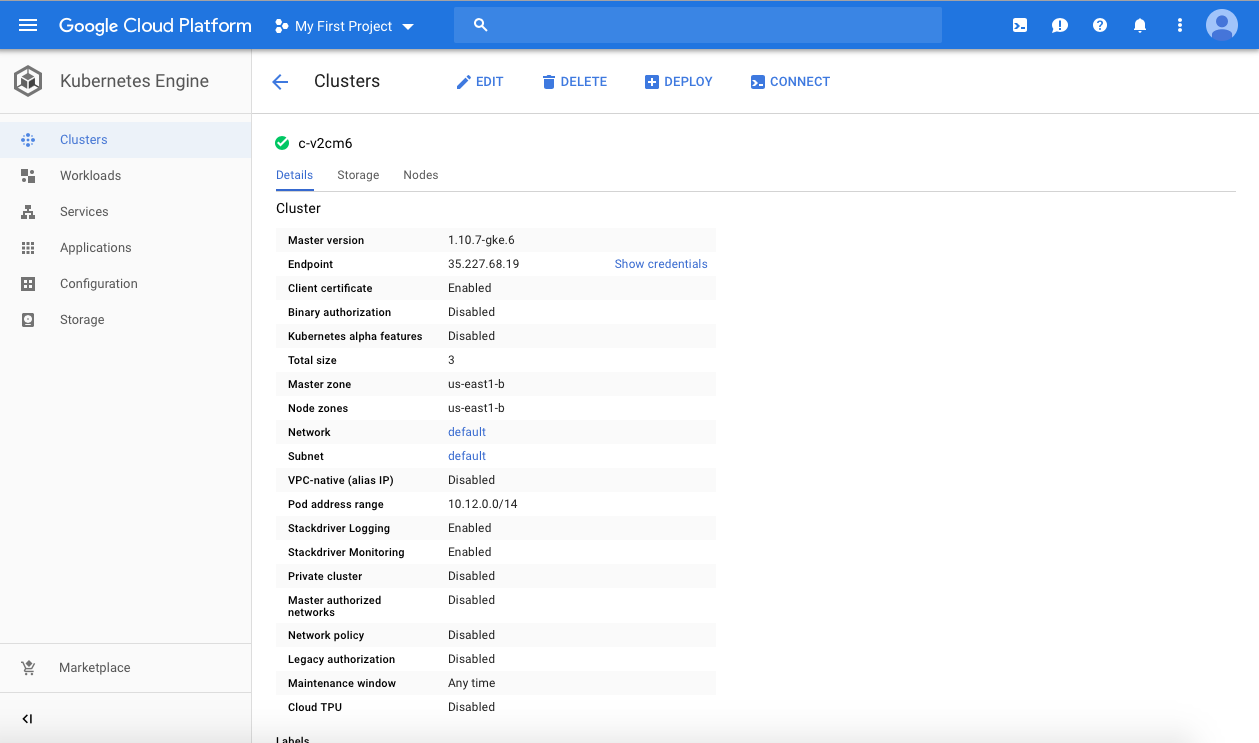 Google Cloud Platform My First Project
Kubernetes Engine
Clusters EDIT DELETE DEPLOY CONNECT
Clusters
Workloads
Services
Applications
Configuration
Storage
Marketplace
c-v2cm6
Details Storage Nodes
Cluster
Master version 1.10.7-gke.6
Endpoint 35.227.68.19 Show credentials
Client certificate Enabled
Binary authorization Disabled
Kubernetes alpha features Disabled
Total size 3
Master zone us-east1-b
Node zones us-east1-b
Network default
Subnet default
VPC-native (alias IP) Disabled
Pod address range 10.12.0.0/14
Stackdriver Logging Enabled
Stackdriver Monitoring Enabled
Private cluster Disabled
Master authorized Disabled
networks
Network policy Disabled
Legacy authorization Disabled
Maintenance window Any time
Cloud TPU Disabled
Labels